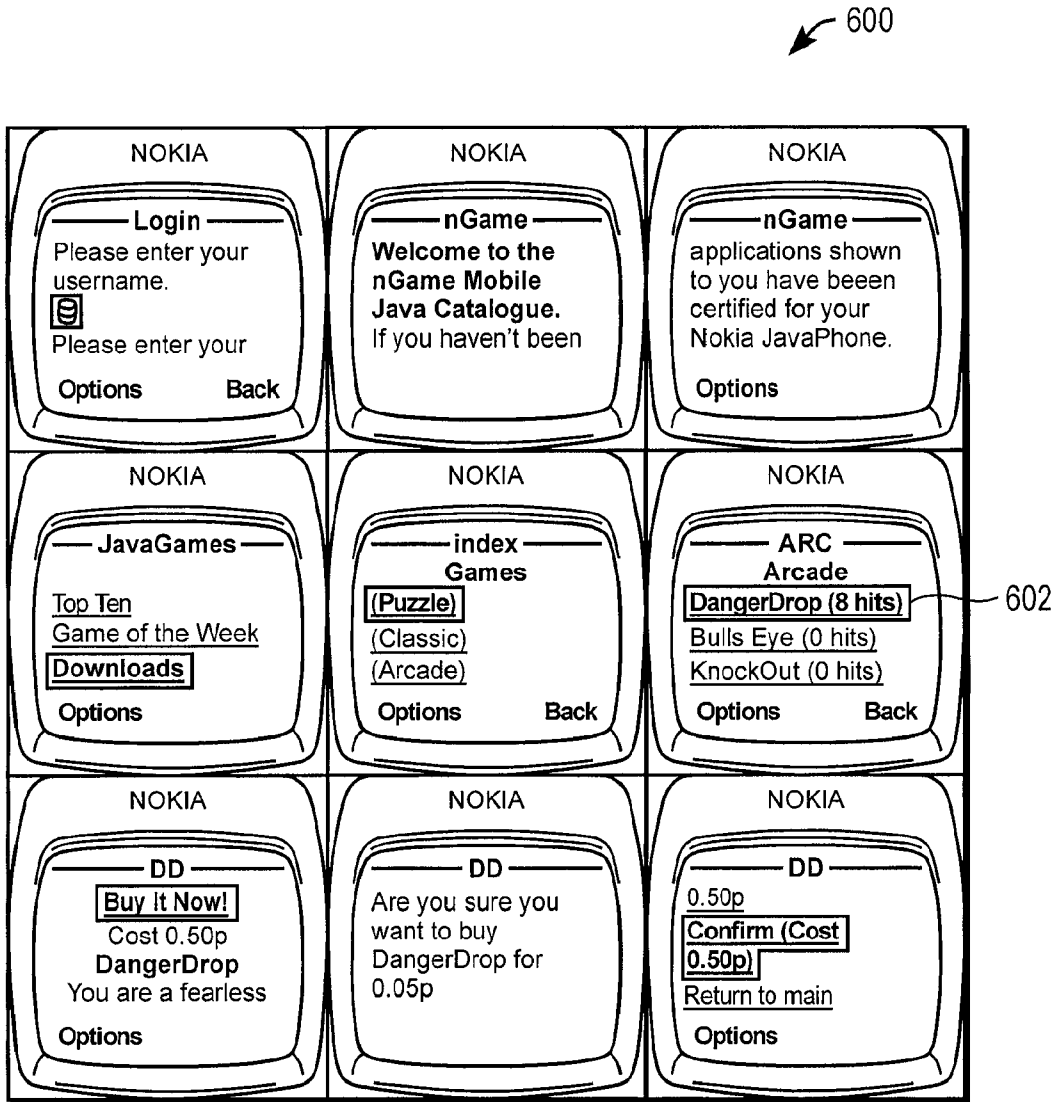 600
NOKIA
Login
Please enter your
username.
Please enter your
Options Back
NOKIA
nGame
Welcome to the
nGame Mobile
Java Catalogue.
If you haven't been
NOKIA
nGame
applications shown
to you have beeen
certified for your
Nokia JavaPhone.
Options
NOKIA
JavaGames
Top Ten
Game of the Week
Downloads
Options
NOKIA
index
Games
(Puzzle)
(Classic)
(Arcade)
Options Back
NOKIA
ARC
Arcade
DangerDrop (8 hits)
Bulls Eye (0 hits)
KnockOut (0 hits)
Options Back
602
NOKIA
DD
Buy It Now!
Cost 0.50p
DangerDrop
You are a fearless
Options
NOKIA
DD
Are you sure you
want to buy
DangerDrop for
0.05p
NOKIA
DD
0.50p
Confirm (Cost
0.50p)
Return to main
Options